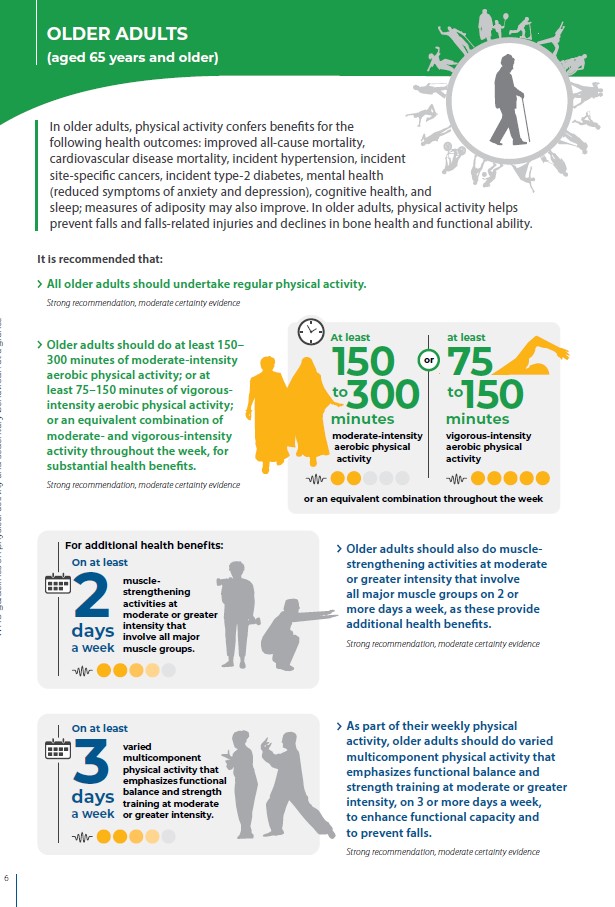 OLDER ADULTS
(aged 65 years and older)
In older adults, physical activity confers benefits for the
following health outcomes: improved all-cause mortality,
cardiovascular disease mortality, incident hypertension, incident
site-specific cancers, incident type-2 diabetes, mental health
(reduced symptoms of anxiety and depression), cognitive health, and
sleep; measures of adiposity may also improve. In older adults, physical activity helps
prevent falls and falls-related injuries and declines in bone health and functional ability.
It is recommended that:
> All older adults should undertake regular physical activity.
Strong recommendation, moderate certainty evidence
> Older adults should do at least 150–
300 minutes of moderate-intensity
aerobic physical activity; or at
least 75–150 minutes of vigorous-
intensity aerobic physical activity;
or an equivalent combination of
moderate- and vigorous-intensity
activity throughout the week, for
substantial health benefits.
Strong recommendation, moderate certainty evidence
At least
150
to 300
minutes
moderate-intensity
aerobic physical
activity
or
at least
75
to 150
minutes
vigorous-intensity
aerobic physical
activity
or an equivalent combination throughout the week
For additional health benefits:
On at least
2
days
a week
muscle-
strengthening
activities at
moderate or greater
intensity that
involve all major
muscle groups.
> Older adults should also do muscle-
strengthening activities at moderate
or greater intensity that involve
all major muscle groups on 2 or
more days a week, as these provide
additional health benefits.
Strong recommendation, moderate certainty evidence
On at least
3
days
a week
varied
multicomponent
physical activity that
emphasizes functional
balance and strength
training at moderate
or greater intensity.
> As part of their weekly physical
activity, older adults should do varied
multicomponent physical activity that
emphasizes functional balance and
strength training at moderate or greater
intensity, on 3 or more days a week,
to enhance functional capacity and
to prevent falls.
Strong recommendation, moderate certainty evidence
6